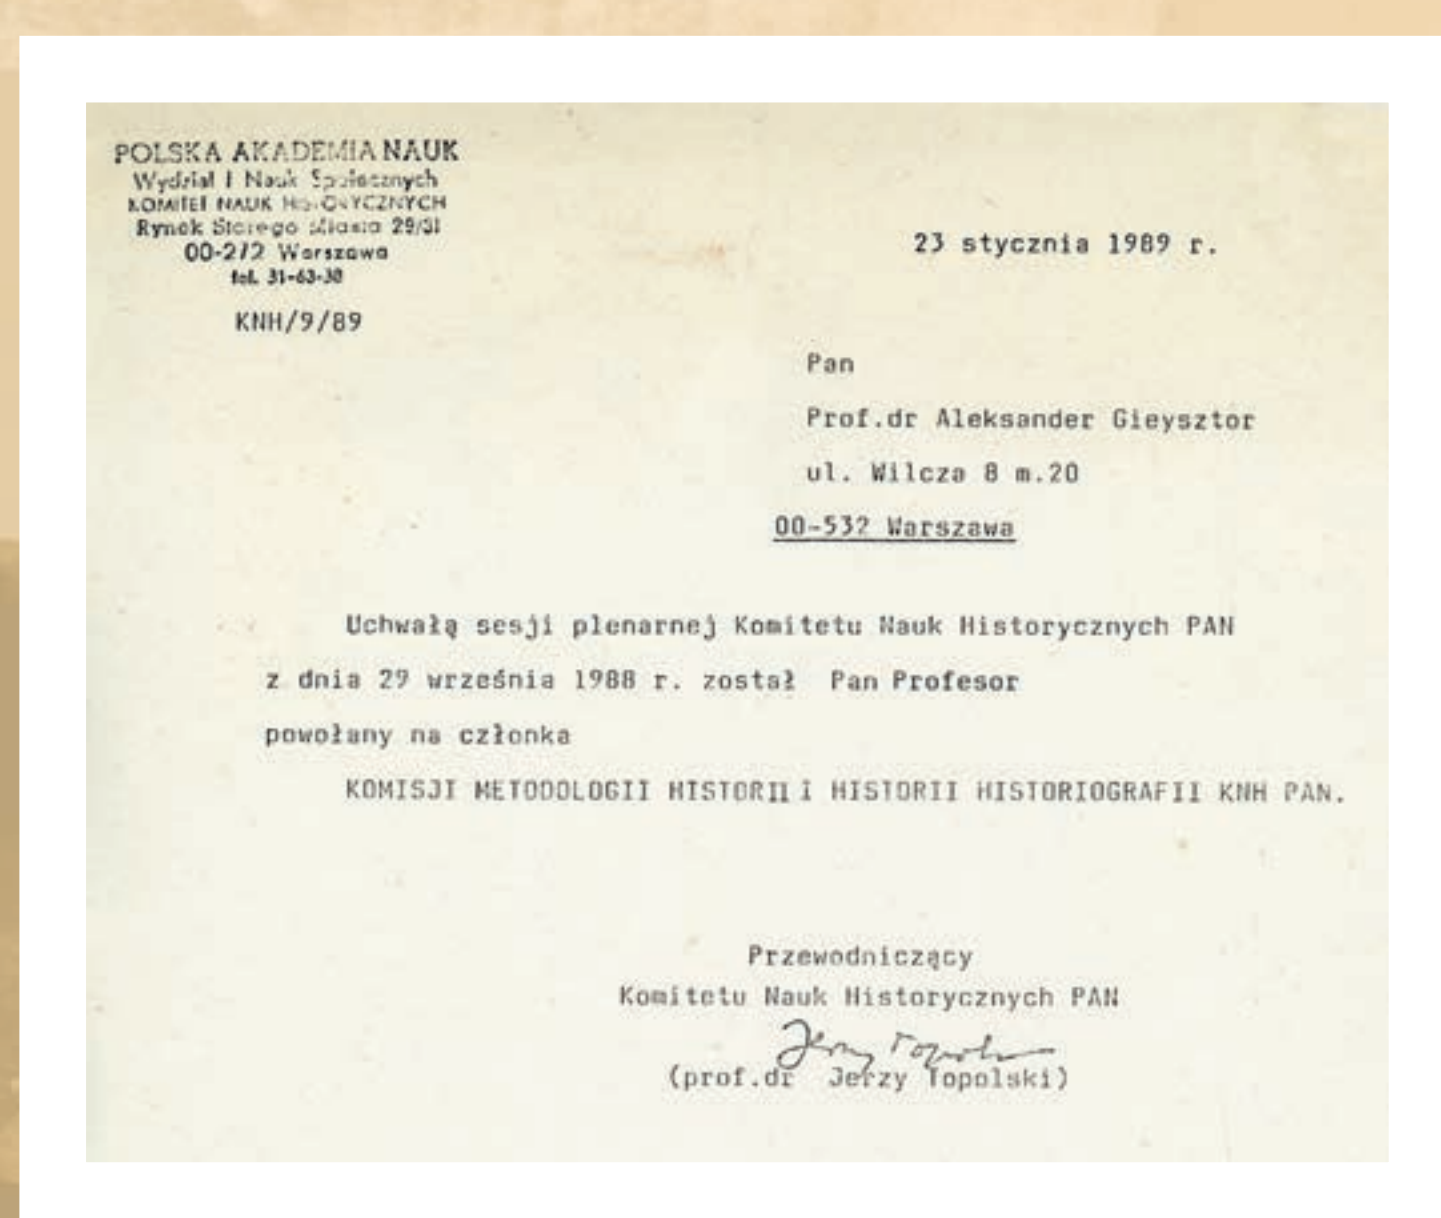 POLSKA AKADEMIA NAUK
Wydział I Nauk Społecznych
KOMITET NAUK HISTORYCZNYCH
Rynek Starego Miasta 29/31
00-272 Warszawa
tel. 31-63-30
KNH/9/89
23 stycznia 1989 r.
Pan
Prof.dr Aleksander Gieysztor
ul. Wilcza 8 m.20
00-532 Warszawa
Uchwałą sesji plenarnej Komitetu Nauk Historycznych PAN
z dnia 29 września 1988 r. został Pan Profesor
powołany na członka
KOMISJI METODOLOGII HISTORII i HISTORII HISTORIOGRAFII KNH PAN.
Przewodniczący
Komitetu Nauk Historycznych PAN
Jerzy Topolski
(prof.dr Jerzy Topolski)